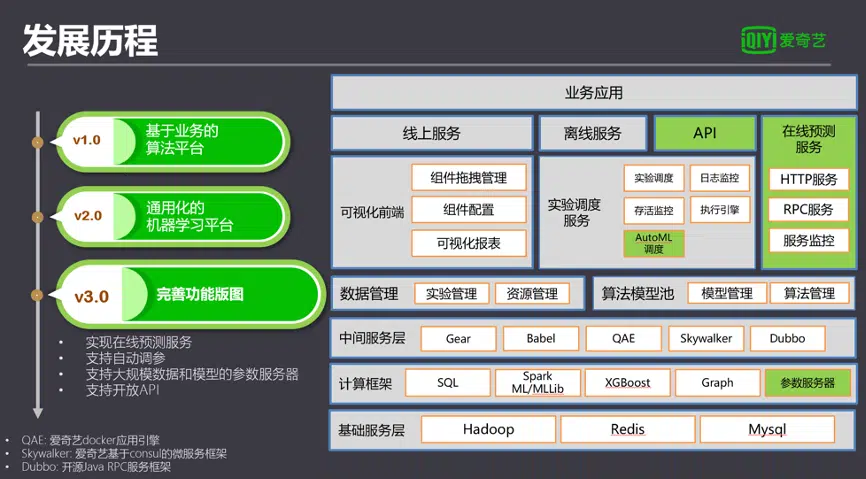 发展历程
iQIYI 爱奇艺
v1.0
基于业务的
算法平台
v2.0
通用化的
机器学习平台
v3.0
完善功能版图
• 实现在线预测服务
• 支持自动调参
• 支持大规模数据和模型的参数服务器
• 支持开放API
• QAE: 爱奇艺docker应用引擎
• Skywalker: 爱奇艺基于consul的微服务框架
• Dubbo: 开源Java RPC服务框架
业务应用
线上服务
离线服务
API
在线预测
服务
HTTP服务
RPC服务
服务监控
可视化前端
组件拖拽管理
组件配置
可视化报表
实验调度
服务
实验调度
日志监控
存活监控
执行引擎
AutoML
调度
数据管理
实验管理
资源管理
算法模型池
模型管理
算法管理
中间服务层
Gear
Babel
QAE
Skywalker
Dubbo
计算框架
SQL
Spark
ML/MLLib
XGBoost
Graph
参数服务器
基础服务层
Hadoop
Redis
Mysql